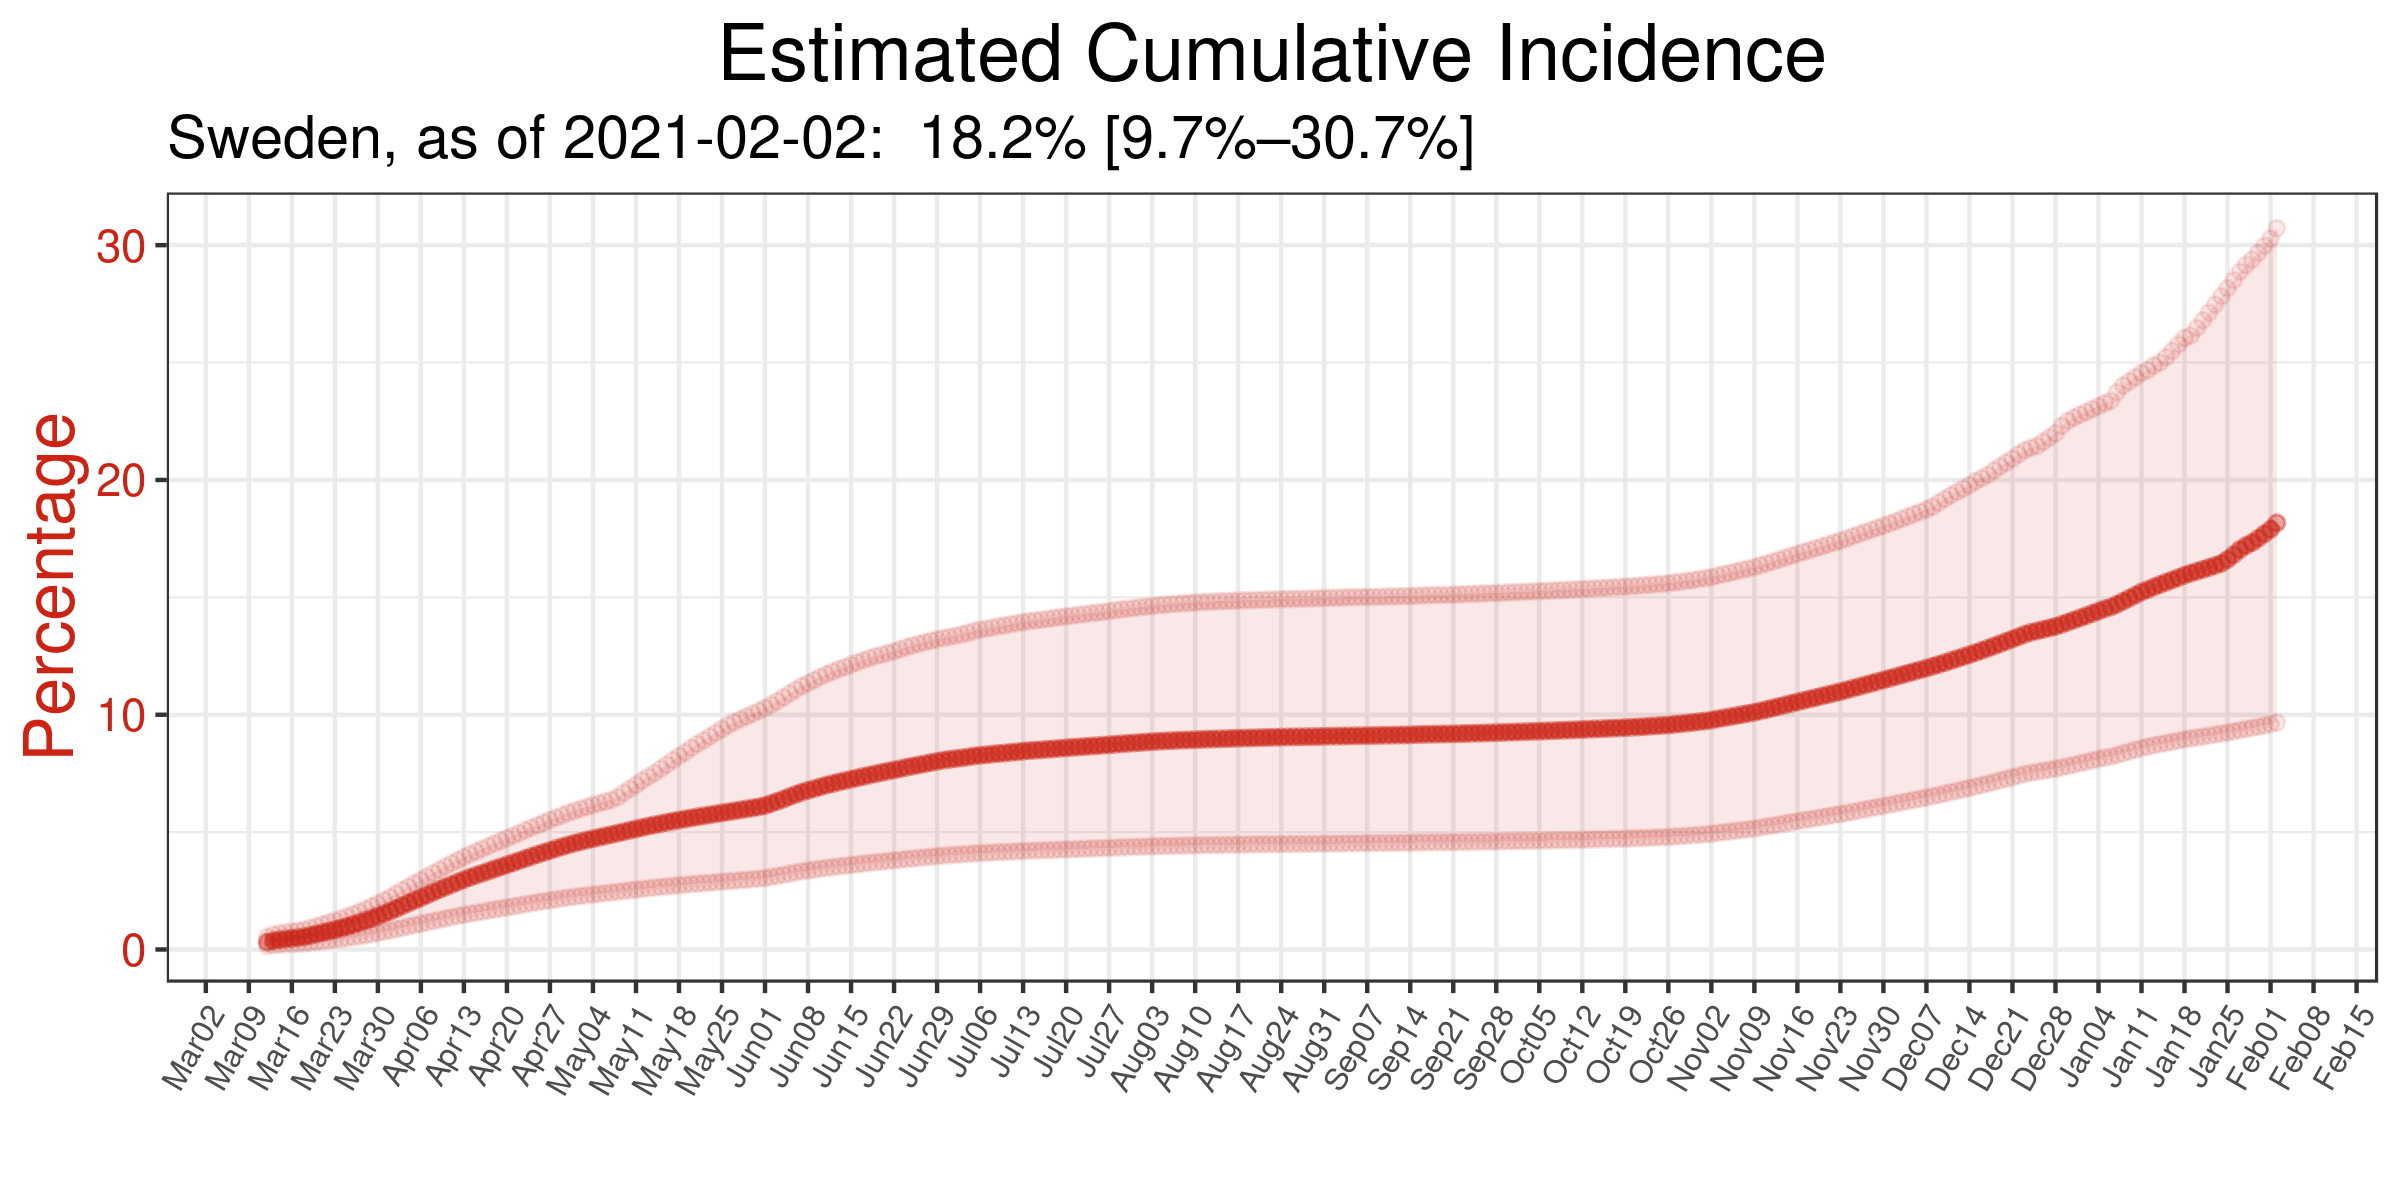 Estimated Cumulative Incidence
Sweden, as of 2021-02-02:  18.2% [9.7%–30.7%]
Percentage
30
20
10
0
Mar02
Mar09
Mar16
Mar23
Mar30
Apr06
Apr13
Apr20
Apr27
May04
May11
May18
May25
Jun01
Jun08
Jun15
Jun22
Jun29
Jul06
Jul13
Jul20
Jul27
Aug03
Aug10
Aug17
Aug24
Aug31
Sep07
Sep14
Sep21
Sep28
Oct05
Oct12
Oct19
Oct26
Nov02
Nov09
Nov16
Nov23
Nov30
Dec07
Dec14
Dec21
Dec28
Jan04
Jan11
Jan18
Jan25
Feb01
Feb08
Feb15